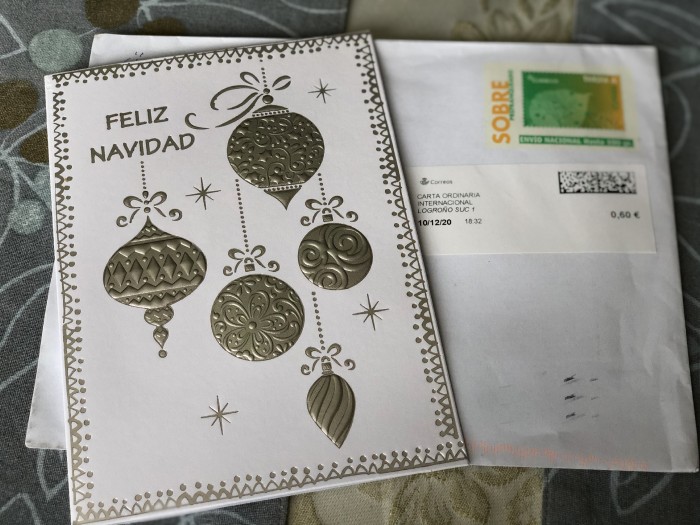 FELIZ
NAVIDAD
SOBRE
ENVÍO NACIONAL
Correos
CARTA ORDINARIA
INTERNACIONAL
LOGROÑO SUC 1
10/12/20 18:32
0,60 €